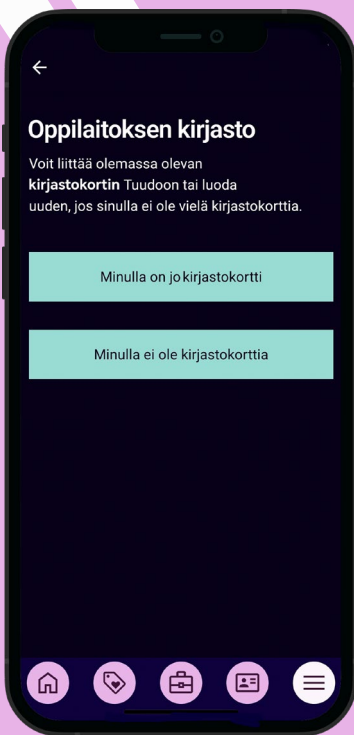 Oppilaitoksen kirjasto
Voit liittää olemassa olevan
kirjastokortin Tuudoon tai luoda
uuden, jos sinulla ei ole vielä kirjastokorttia.
Minulla on jo kirjastokortti
Minulla ei ole kirjastokorttia